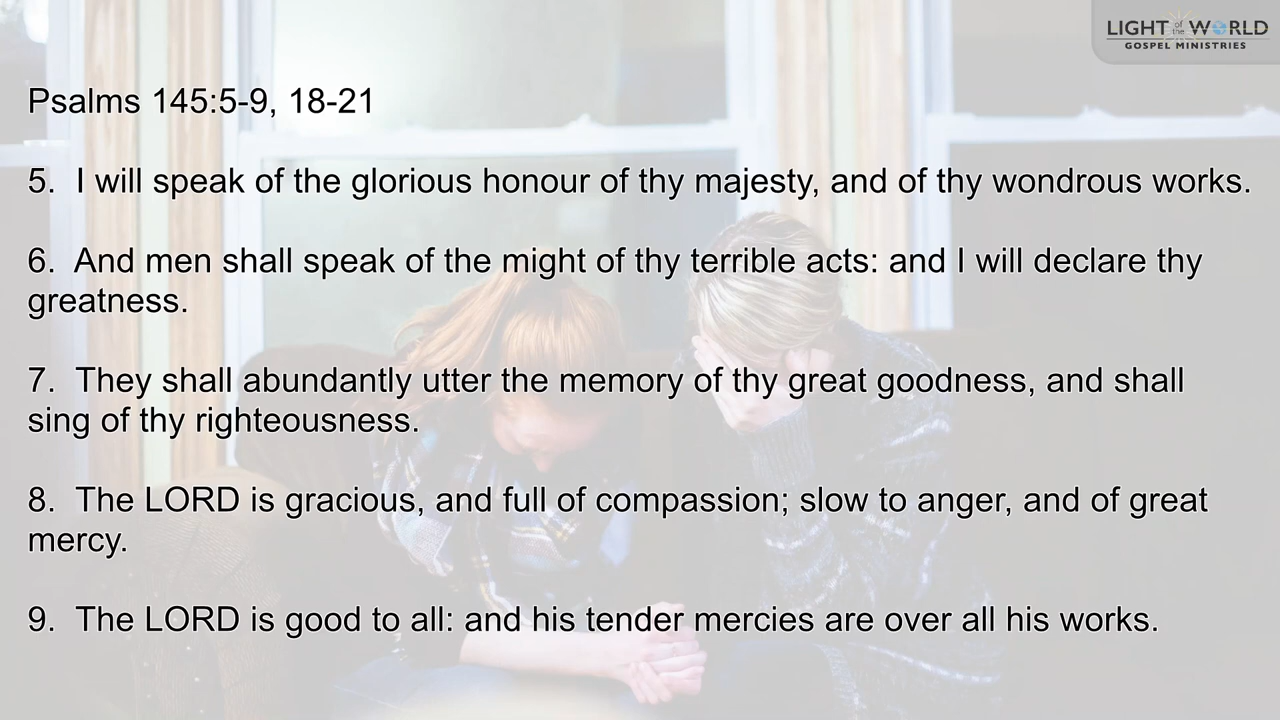 LIGHT of the WORLD
GOSPEL MINISTRIES
Psalms 145:5-9, 18-21
5. I will speak of the glorious honour of thy majesty, and of thy wondrous works.
6. And men shall speak of the might of thy terrible acts: and I will declare thy
greatness.
7. They shall abundantly utter the memory of thy great goodness, and shall
sing of thy righteousness.
8. The LORD is gracious, and full of compassion; slow to anger, and of great
mercy.
9. The LORD is good to all: and his tender mercies are over all his works.